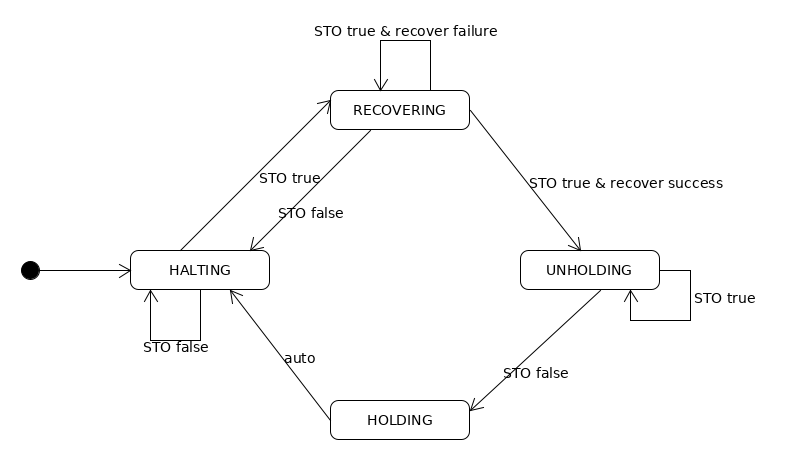 STO true & recover failure
RECOVERING
STO true
STO true & recover success
STO false
HALTING
UNHOLDING
STO true
STO false
auto
STO false
HOLDING